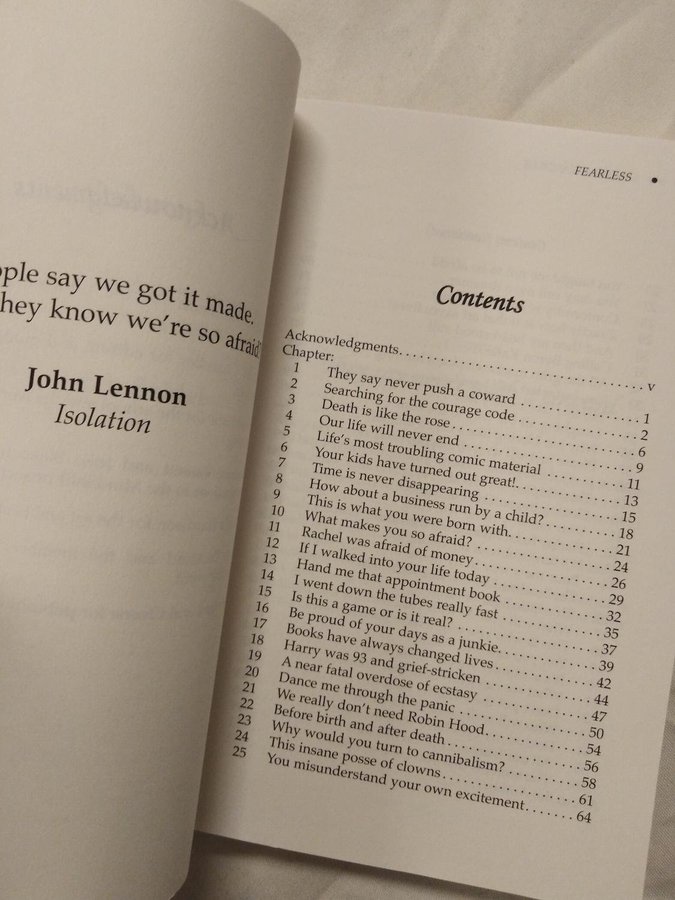 ople say we got it made.
hey know we're so afraid
John Lennon
Isolation
FEARLESS •
Contents
Acknowledgments. . . . . v
Chapter:
1 They say never push a coward . . . . . 1
2 Searching for the courage code . . . . . 2
3 Death is like the rose . . . . . 6
4 Our life will never end . . . . . 9
5 Life's most troubling comic material . . . . . 11
6 Your kids have turned out great!. . . . . 13
7 Time is never disappearing . . . . . 15
8 How about a business run by a child? . . . . . 18
9 This is what you were born with. . . . . 21
10 What makes you so afraid? . . . . . 24
11 Rachel was afraid of money . . . . . 26
12 If I walked into your life today . . . . . 29
13 Hand me that appointment book . . . . . 32
14 I went down the tubes really fast . . . . . 35
15 Is this a game or is it real? . . . . . 37
16 Be proud of your days as a junkie. . . . . 39
17 Books have always changed lives . . . . . 42
18 Harry was 93 and grief-stricken . . . . . 44
19 A near fatal overdose of ecstasy . . . . . 47
20 Dance me through the panic . . . . . 50
21 We really don't need Robin Hood. . . . . 54
22 Before birth and after death . . . . . 56
23 Why would you turn to cannibalism? . . . . . 58
24 This insane posse of clowns . . . . . 61
25 You misunderstand your own excitement . . . . . 64